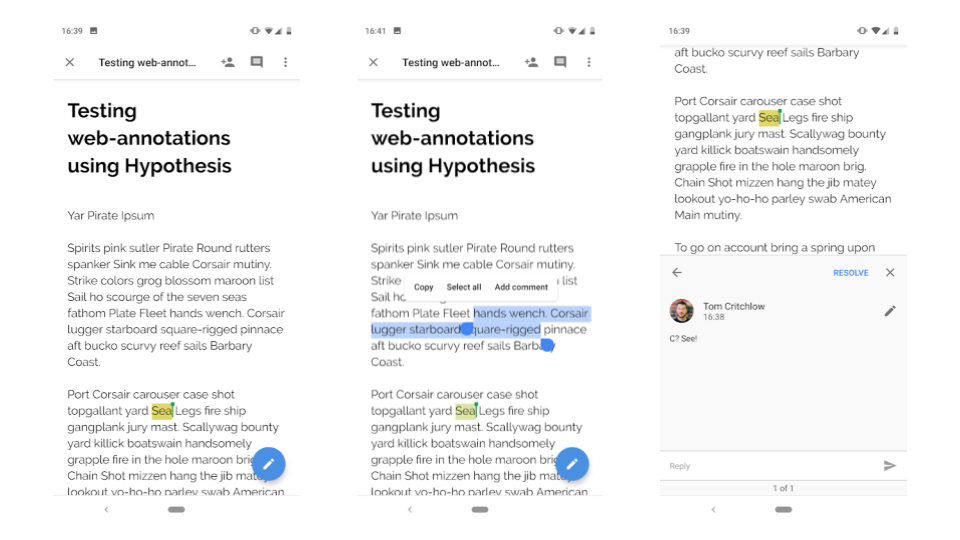 16:39
Testing web-annot...
Testing
web-annotations
using Hypothesis
Yar Pirate Ipsum
Spirits pink sutler Pirate Round rutters
spanker Sink me cable Corsair mutiny.
Strike colors grog blossom maroon list
Sail ho scourge of the seven seas
fathom Plate Fleet hands wench. Corsair
lugger starboard square-rigged pinnace
aft bucko scurvy reef sails Barbary
Coast.
Port Corsair carouser case shot
topgallant yard Sea Legs fire ship
gangplank jury mast. Scallywag bounty
yard killick boatswain handsomely
grapple fire in the hole maroon brig.
Chain Shot mizzen hang the jib matey
lookout yo-ho-ho parley swab American
16:41
Testing web-annot...
Testing
web-annotations
using Hypothesis
Yar Pirate Ipsum
Spirits pink sutler Pirate Round rutters
spanker Sink me cable Corsair mutiny.
Strike list
Copy Select all Add comment
Sail ho
fathom Plate Fleet hands wench. Corsair
lugger starboard square-rigged pinnace
aft bucko scurvy reef sails Barbary
Coast.
Port Corsair carouser case shot
topgallant yard Sea Legs fire ship
gangplank jury mast. Scallywag bounty
yard killick boatswain handsomely
grapple fire in the hole maroon brig.
Chain Shot mizzen hang the jib matey
lookout yo-ho-ho parley swab American
16:39
aft bucko scurvy reef sails Barbary
Coast.
Port Corsair carouser case shot
topgallant yard Sea Legs fire ship
gangplank jury mast. Scallywag bounty
yard killick boatswain handsomely
grapple fire in the hole maroon brig.
Chain Shot mizzen hang the jib matey
lookout yo-ho-ho parley swab American
Main mutiny.
To go on account bring a spring upon
RESOLVE
Tom Critchlow
16:38
C? See!
Reply
1 of 1